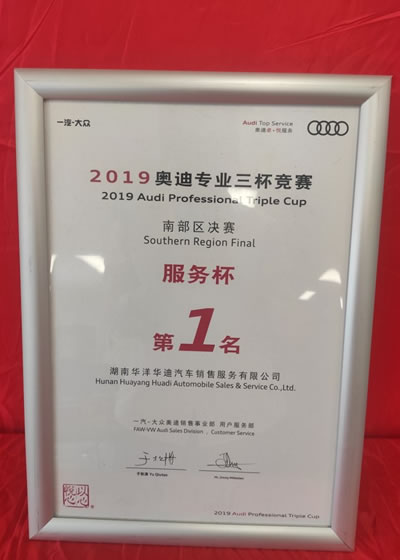 一汽-大众
Audi Top Service
奥迪卓·悦服务
2019奥迪专业三杯竞赛
2019 Audi Professional Triple Cup
南部区决赛
Southern Region Final
服务杯
第1名
湖南华洋华迪汽车销售服务有限公司
Hunan Huayang Huadi Automobile Sales & Service Co.,Ltd.
一汽-大众奥迪销售事业部 用户服务部
FAW-VW Audi Sales Division , Customer Service
2019 Audi Professional Triple Cup